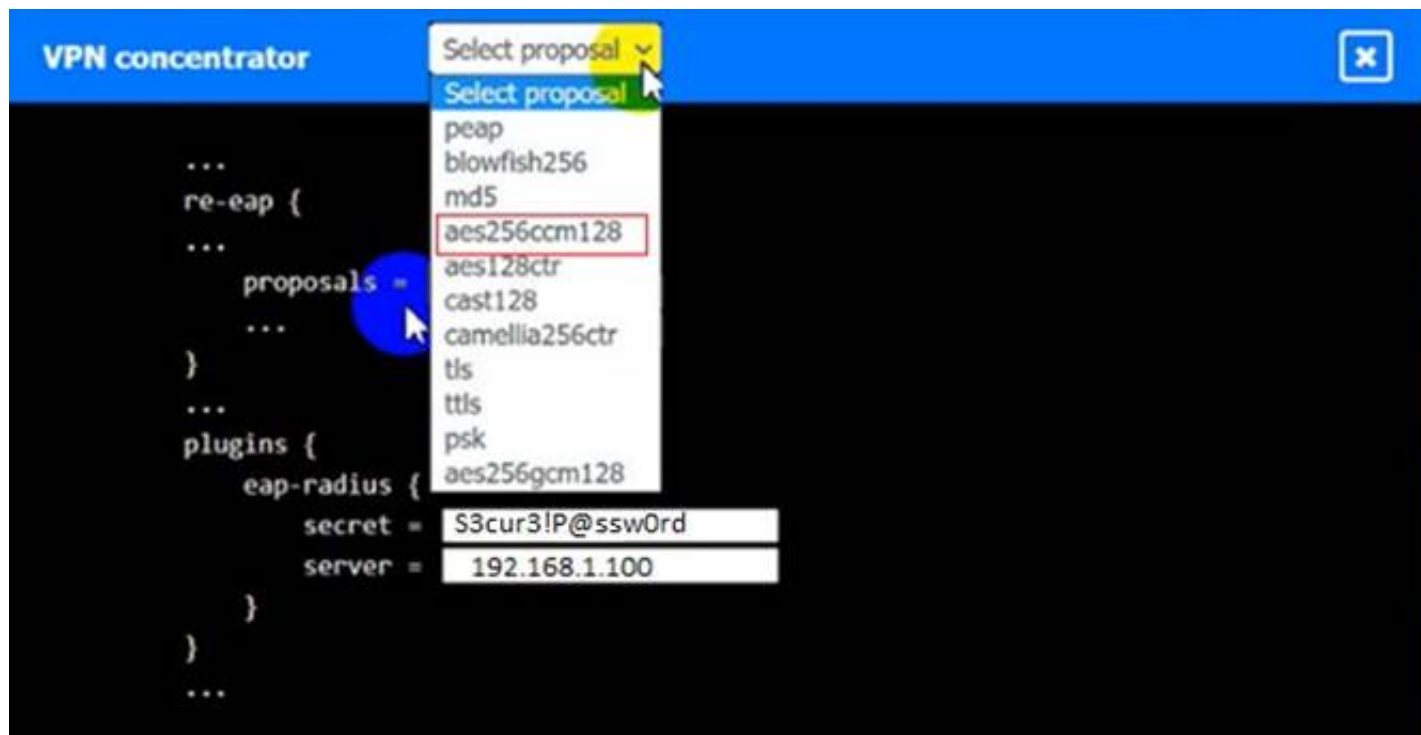 VPN concentrator
Select proposal
Select proposal
peap
blowfish256
md5
aes256ccm128
aes128ctr
cast128
camellia256ctr
tls
ttls
psk
aes256gcm128
...
re-eap {
...
proposals =
...
}
...
plugins {
eap-radius {
secret = S3cur3!P@ssw0rd
server = 192.168.1.100
}
}
...